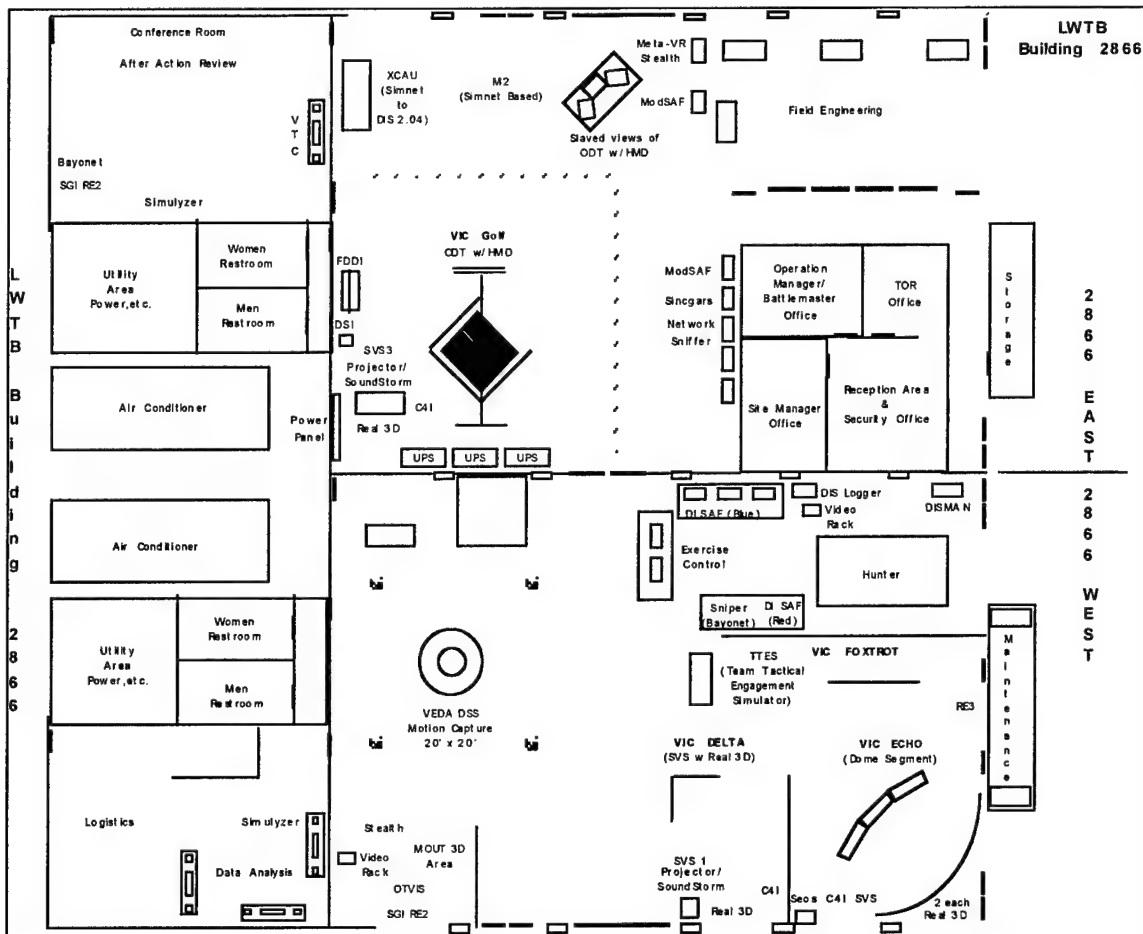 LWTB
Building 2866
Conference Room
After Action Review
VTC
Bayonet
SGI RE2
Simulyzer
XCAU
(Simnet
to
DIS 2.04)
M2
(Simnet Based)
Slaved views of
ODT w/HMD
Meta-VR
Stealth
ModSAF
Field Engineering
LWTB Building 2866
Utility
Area
Power,etc.
Women
Restroom
Men
Restroom
FDDI
DSI
VIC Golf
ODT w/HMD
SVS3
Projector/
SoundStorm
C4I
Real 3D
Power
Panel
UPS
UPS
UPS
Air Conditioner
Air Conditioner
ModSAF
Sincgars
Network
Sniffer
Operation
Manager/
Battlemaster
Office
TOR
Office
Site Manager
Office
Reception Area
&
Security Office
Storage
2866 EAST
2866 WEST
DI SAF (Blue)
DIS Logger
Video
Rack
DISMAN
Exercise
Control
Hunter
Sniper
(Bayonet)
DI SAF
(Red)
Utility
Area
Power,etc.
Women
Restroom
Men
Restroom
VEDA DSS
Motion Capture
20' x 20'
TTES
(Team Tactical
Engagement
Simulator)
VIC FOXTROT
RE3
Maintenance
VIC DELTA
(SVS w Real 3D)
VIC ECHO
(Dome Segment)
Logistics
Simulyzer
Data Analysis
Stealth
Video
Rack
MOUT 3D
Area
OTVIS
SGI RE2
SVS 1
Projector/
SoundStorm
C4I
Real 3D
Seos C4I SVS
2 each
Real 3D